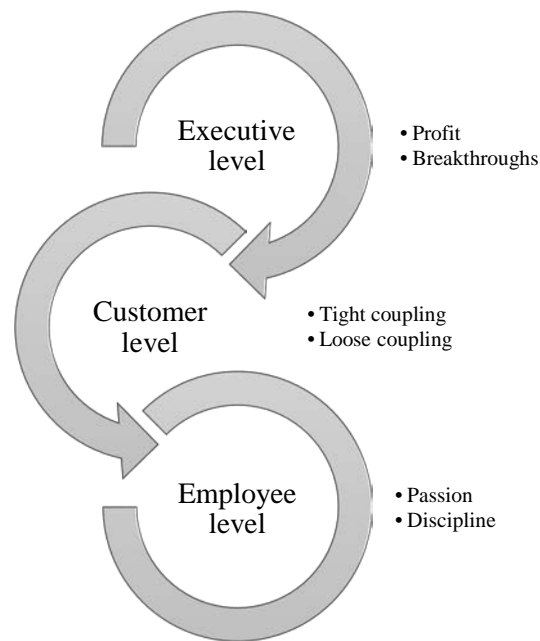 Executive
level
• Profit
• Breakthroughs
Customer
level
• Tight coupling
• Loose coupling
Employee
level
• Passion
• Discipline